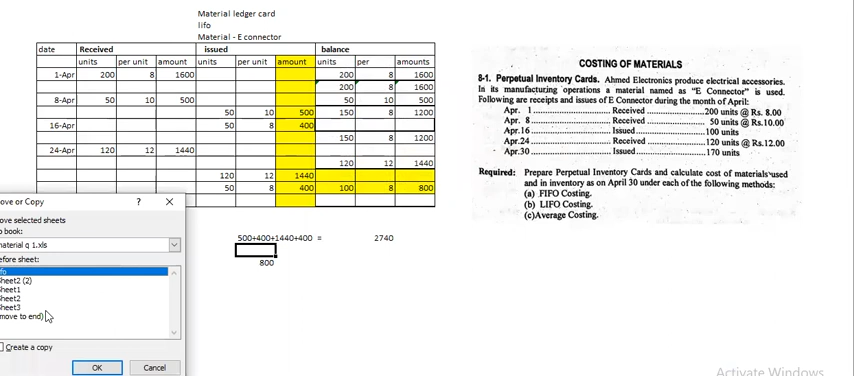 Material ledger card
lifo
Material - E connector
date Received issued balance
units per unit amount units per unit amount units per amounts
1-Apr 200 8 1600 200 8 1600
200 8 1600
8-Apr 50 10 500 50 10 500
50 10 500 150 8 1200
16-Apr 50 8 400
150 8 1200
24-Apr 120 12 1440
120 12 1440
120 12 1440
50 8 400 100 8 800
500+400+1440+400 = 2740
800
ove or Copy ? ×
ove selected sheets
o book:
naterial q 1.xls
efore sheet:
fo
heet2 (2)
heet1
heet2
heet3
move to end)
Create a copy
OK Cancel
COSTING OF MATERIALS
8-1. Perpetual Inventory Cards. Ahmed Electronics produce electrical accessories.
In its manufacturing operations a material named as "E Connector" is used.
Following are receipts and issues of E Connector during the month of April:
Apr. 1 ........................ Received ........................ 200 units @ Rs. 8.00
Apr. 8 ........................ Received ........................ 50 units @ Rs.10.00
Apr.16 ........................ Issued ........................ 100 units
Apr.24 ........................ Received ........................ 120 units @ Rs.12.00
Apr.30 ........................ Issued ........................ 170 units
Required: Prepare Perpetual Inventory Cards and calculate cost of materials used
and in inventory as on April 30 under each of the following methods:
(a) FIFO Costing.
(b) LIFO Costing.
(c)Average Costing.
Activate Windows